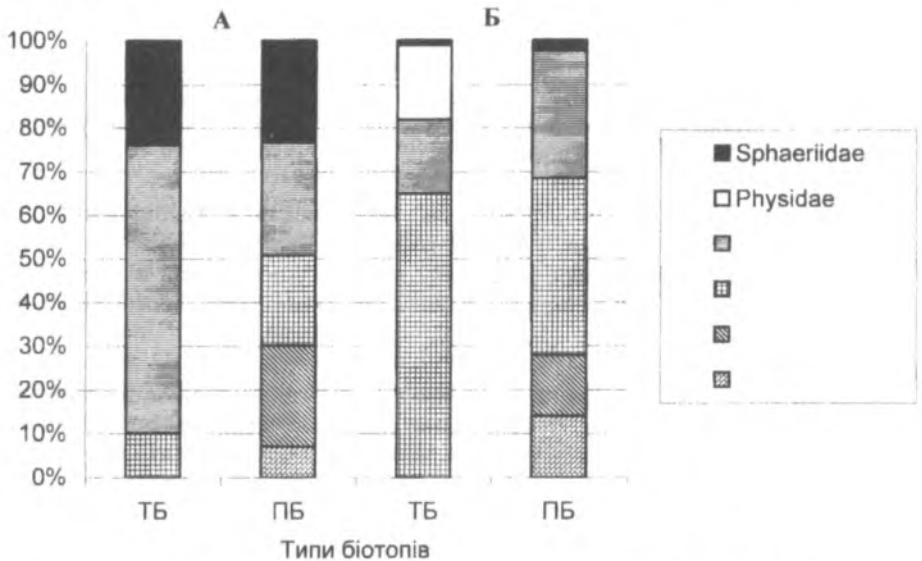 А Б
100%
90%
80%
70%
60%
50%
40%
30%
20%
10%
0%
ТБ ПБ ТБ ПБ
Типи біотопів
Sphaeriidae
Physidae